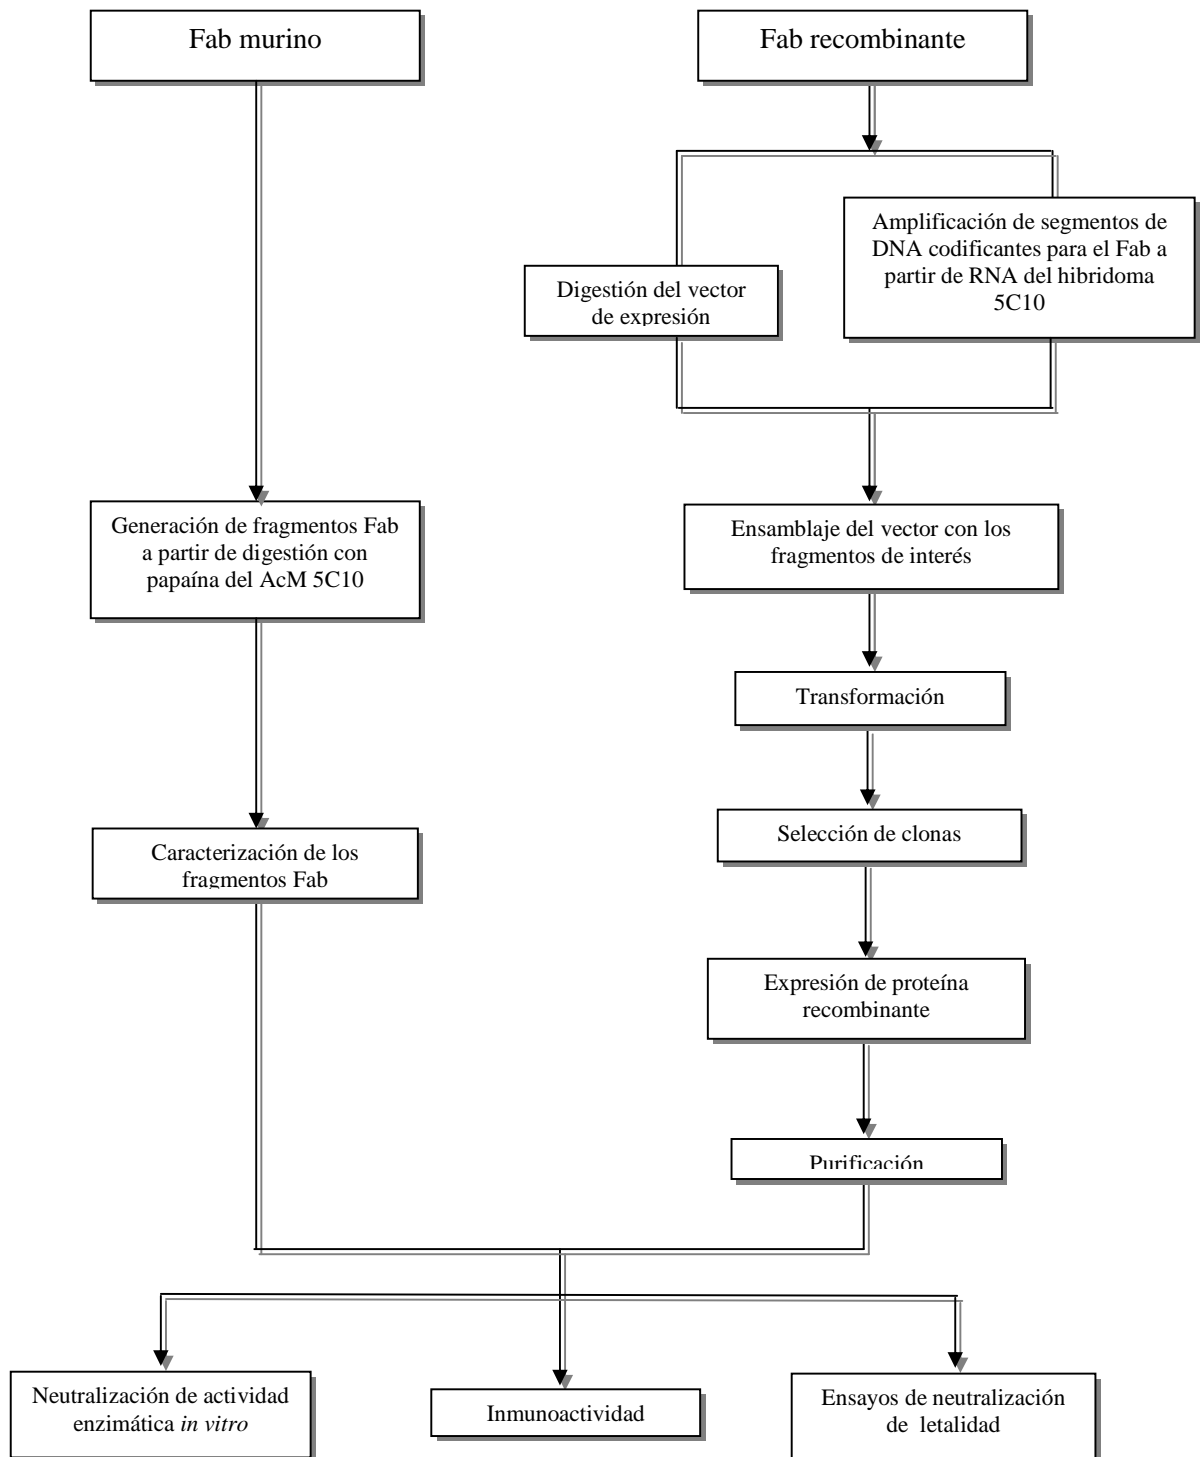 Fab murino
Fab recombinante
Amplificación de segmentos de
DNA codificantes para el Fab a
partir de RNA del hibridoma
5C10
Digestión del vector
de expresión
Generación de fragmentos Fab
a partir de digestión con
papaína del AcM 5C10
Ensamblaje del vector con los
fragmentos de interés
Transformación
Selección de clonas
Caracterización de los
fragmentos Fab
Expresión de proteína
recombinante
Purificación
Neutralización de actividad
enzimática in vitro
Inmunoactividad
Ensayos de neutralización
de letalidad